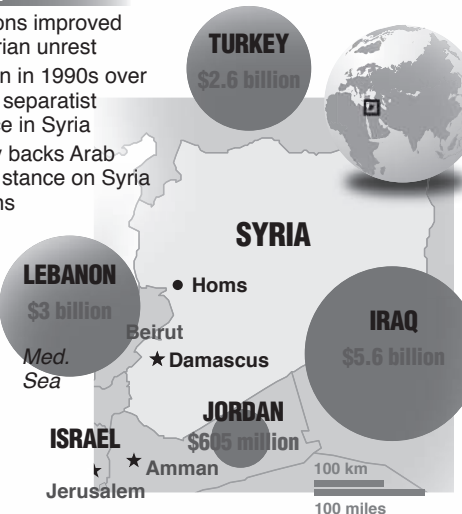 ons improved
rian unrest
n in 1990s over
separatist
ce in Syria
y backs Arab
stance on Syria
ns
TURKEY
$2.6 billion
SYRIA
LEBANON
$3 billion
Homs
Beirut
IRAQ
$5.6 billion
Med.
Sea
Damascus
JORDAN
$605 million
ISRAEL
Amman
Jerusalem
100 km
100 miles